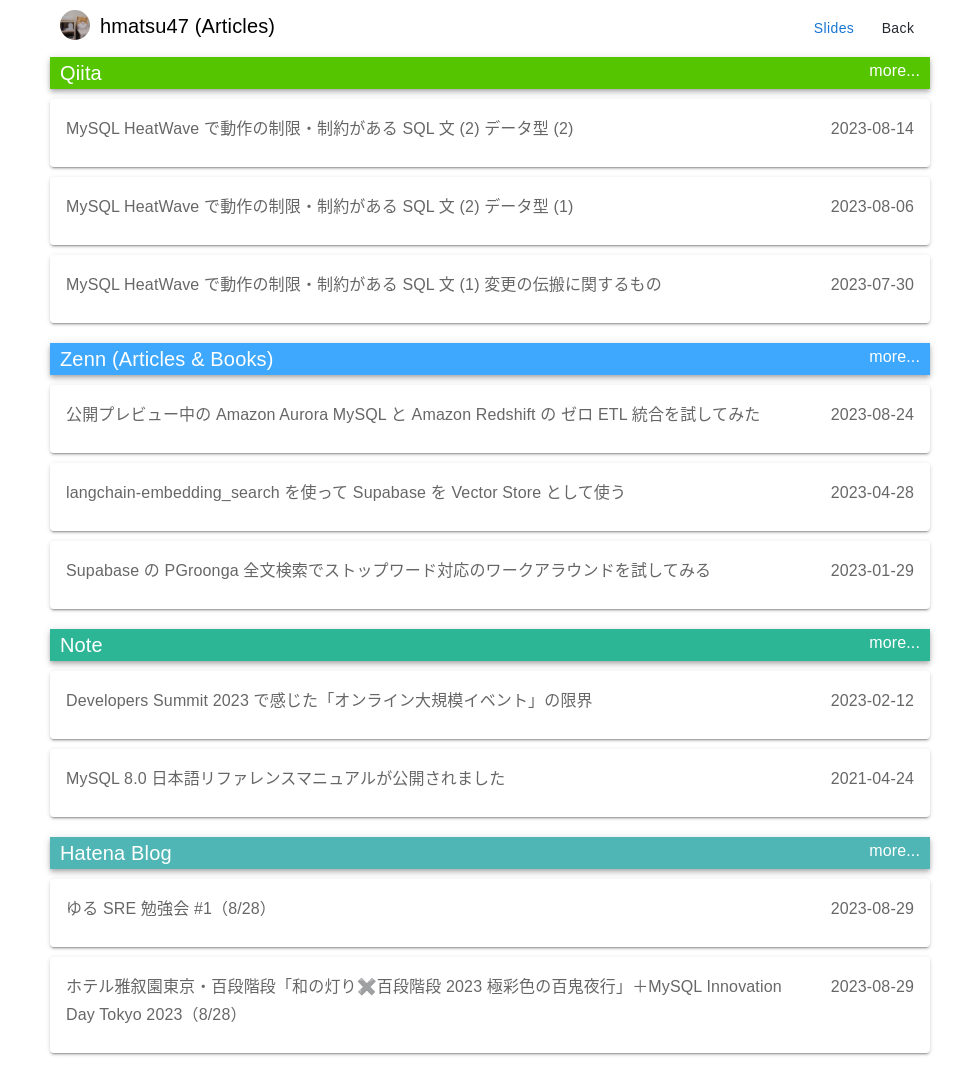 hmatsu47 (Articles)
Slides
Back
Qiita
more...
MySQL HeatWave で動作の制限・制約がある SQL 文 (2) データ型 (2)
2023-08-14
MySQL HeatWave で動作の制限・制約がある SQL 文 (2) データ型 (1)
2023-08-06
MySQL HeatWave で動作の制限・制約がある SQL 文 (1) 変更の伝搬に関するもの
2023-07-30
Zenn (Articles & Books)
more...
公開プレビュー中の Amazon Aurora MySQL と Amazon Redshift の ゼロ ETL 統合を試してみた
2023-08-24
langchain-embedding_search を使って Supabase を Vector Store として使う
2023-04-28
Supabase の PGroonga 全文検索でストップワード対応のワークアラウンドを試してみる
2023-01-29
Note
more...
Developers Summit 2023 で感じた「オンライン大規模イベント」の限界
2023-02-12
MySQL 8.0 日本語リファレンスマニュアルが公開されました
2021-04-24
Hatena Blog
more...
ゆる SRE 勉強会 #1（8/28）
2023-08-29
ホテル雅叙園東京・百段階段「和の灯り✖️百段階段 2023 極彩色の百鬼夜行」＋MySQL Innovation
2023-08-29
Day Tokyo 2023（8/28）